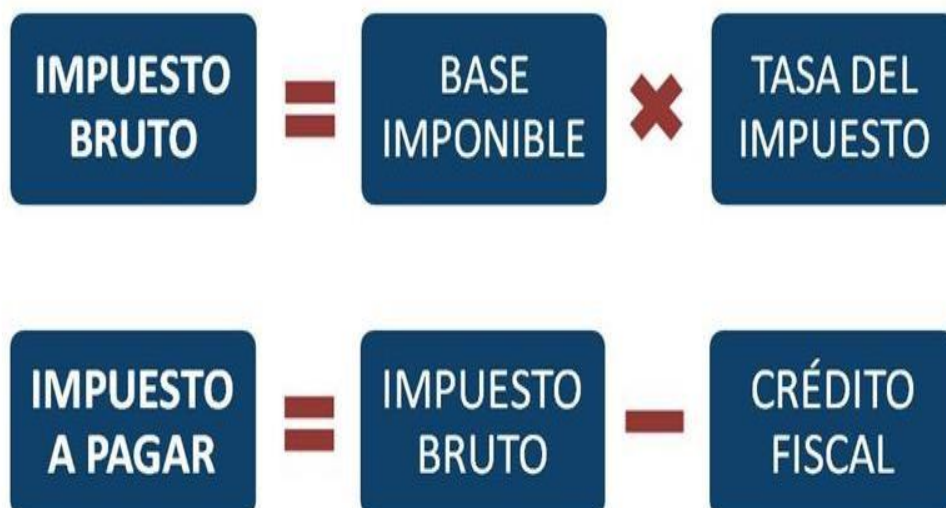 IMPUESTO
BRUTO
=
BASE
IMPONIBLE
×
TASA DEL
IMPUESTO
IMPUESTO
A PAGAR
=
IMPUESTO
BRUTO
−
CRÉDITO
FISCAL